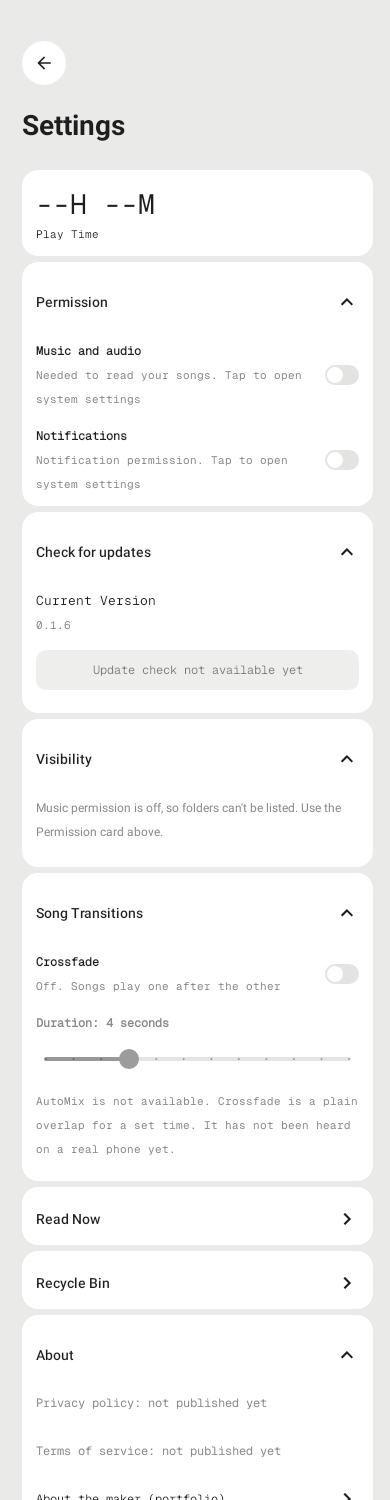 Settings
--H --M
Play Time
Permission
Music and audio
Needed to read your songs. Tap to open
system settings
Notifications
Notification permission. Tap to open
system settings
Check for updates
Current Version
0.1.6
Update check not available yet
Visibility
Music permission is off, so folders can't be listed. Use the
Permission card above.
Song Transitions
Crossfade
Off. Songs play one after the other
Duration: 4 seconds
AutoMix is not available. Crossfade is a plain
overlap for a set time. It has not been heard
on a real phone yet.
Read Now
Recycle Bin
About
Privacy policy: not published yet
Terms of service: not published yet
About the maker (portfolio)